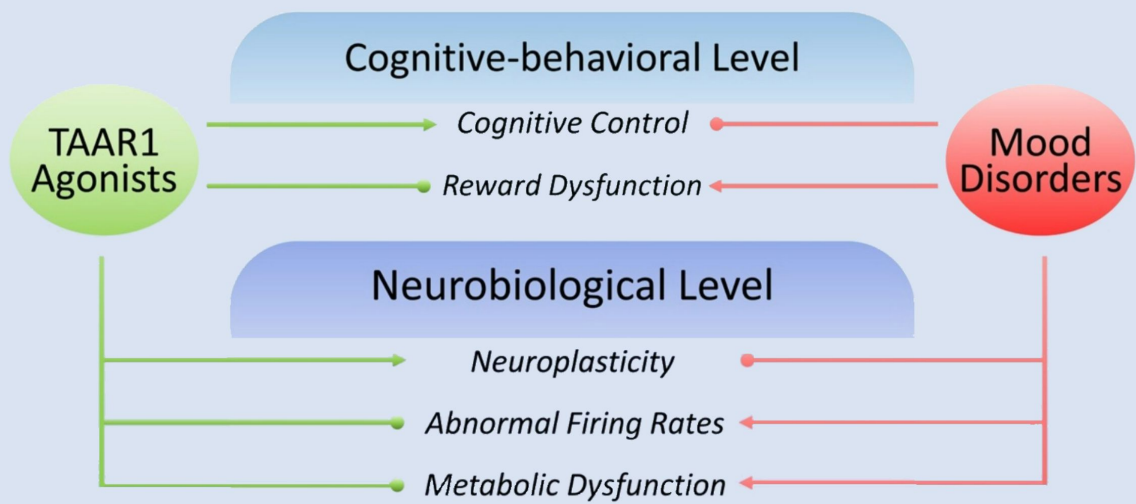 Cognitive-behavioral Level
TAAR1
Agonists
Cognitive Control
Reward Dysfunction
Mood
Disorders
Neurobiological Level
Neuroplasticity
Abnormal Firing Rates
Metabolic Dysfunction